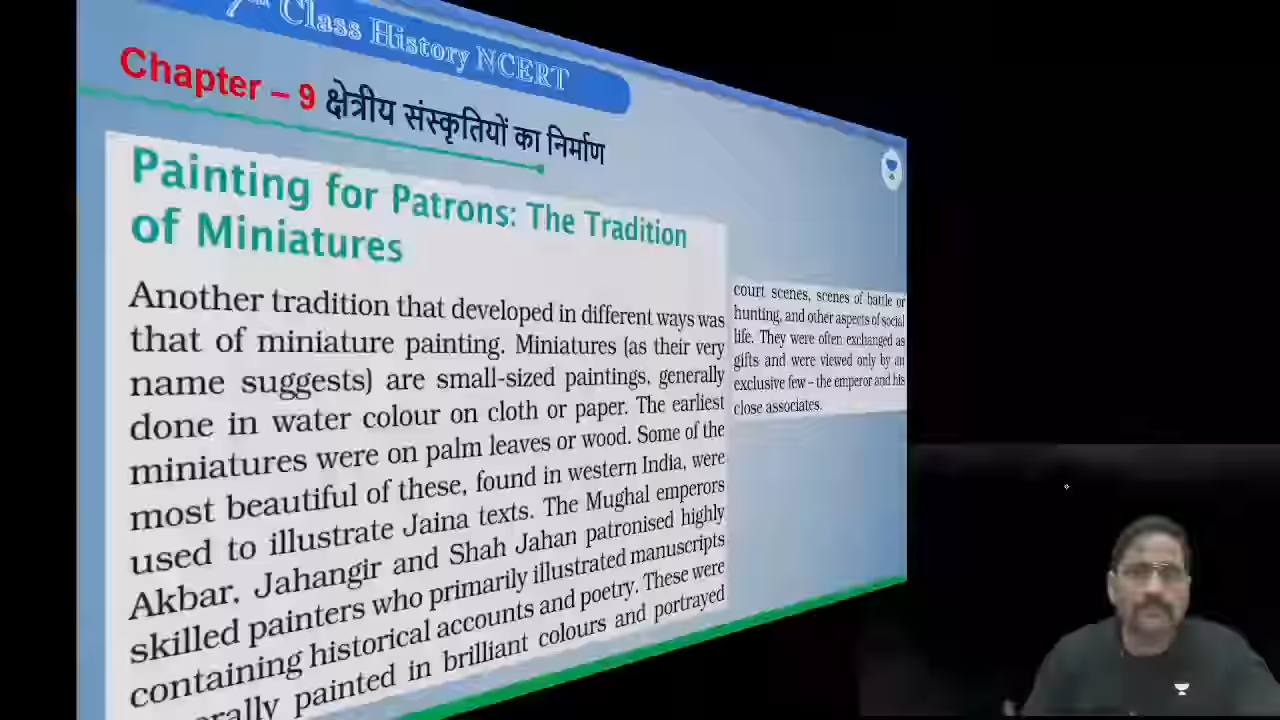 7th Class History NCERT
Chapter – 9 क्षेत्रीय संस्कृतियों का निर्माण
Painting for Patrons: The Tradition
of Miniatures
Another tradition that developed in different ways was
that of miniature painting. Miniatures (as their very
name suggests) are small-sized paintings, generally
done in water colour on cloth or paper. The earliest
miniatures were on palm leaves or wood. Some of the
most beautiful of these, found in western India, were
used to illustrate Jaina texts. The Mughal emperors
Akbar, Jahangir and Shah Jahan patronised highly
skilled painters who primarily illustrated manuscripts
containing historical accounts and poetry. These were
painted in brilliant colours and portrayed
court scenes, scenes of battle or
hunting, and other aspects of social
life. They were often exchanged as
gifts and were viewed only by an
exclusive few – the emperor and his
close associates.